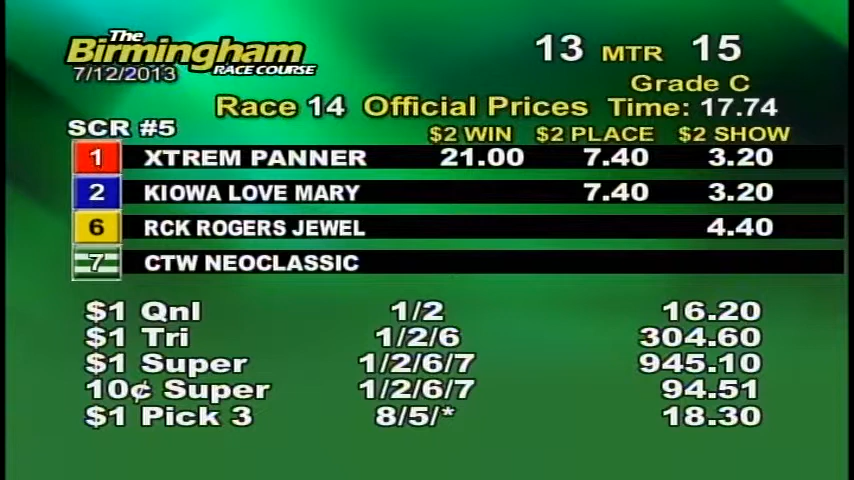 The
Birmingham
RACE COURSE
7/12/2013
13 MTR 15
Grade C
Race 14 Official Prices Time: 17.74
SCR #5
$2 WIN $2 PLACE $2 SHOW
1 XTREM PANNER 21.00 7.40 3.20
2 KIOWA LOVE MARY 7.40 3.20
6 RCK ROGERS JEWEL 4.40
7 CTW NEOCLASSIC
$1 Qnl 1/2 16.20
$1 Tri 1/2/6 304.60
$1 Super 1/2/6/7 945.10
10¢ Super 1/2/6/7 94.51
$1 Pick 3 8/5/* 18.30